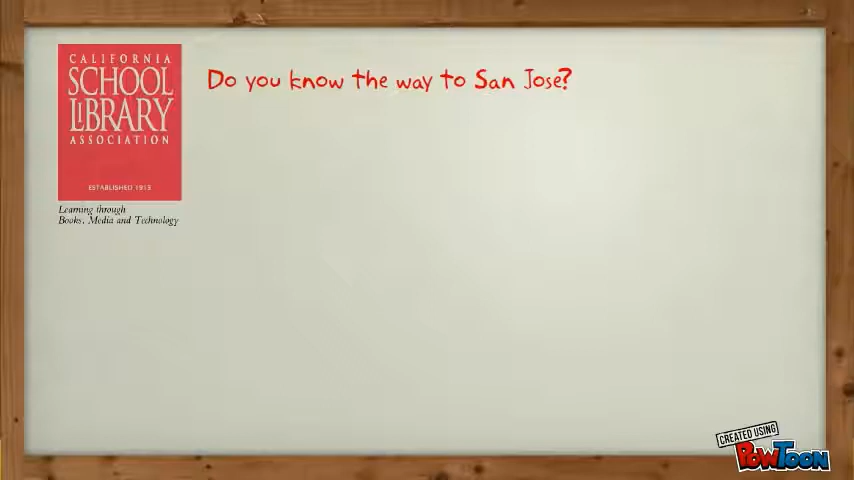 CALIFORNIA
SCHOOL
LIBRARY
ASSOCIATION
ESTABLISHED 1915
Learning through
Books, Media and Technology
Do you know the way to San Jose?
CREATED USING
POWTOON